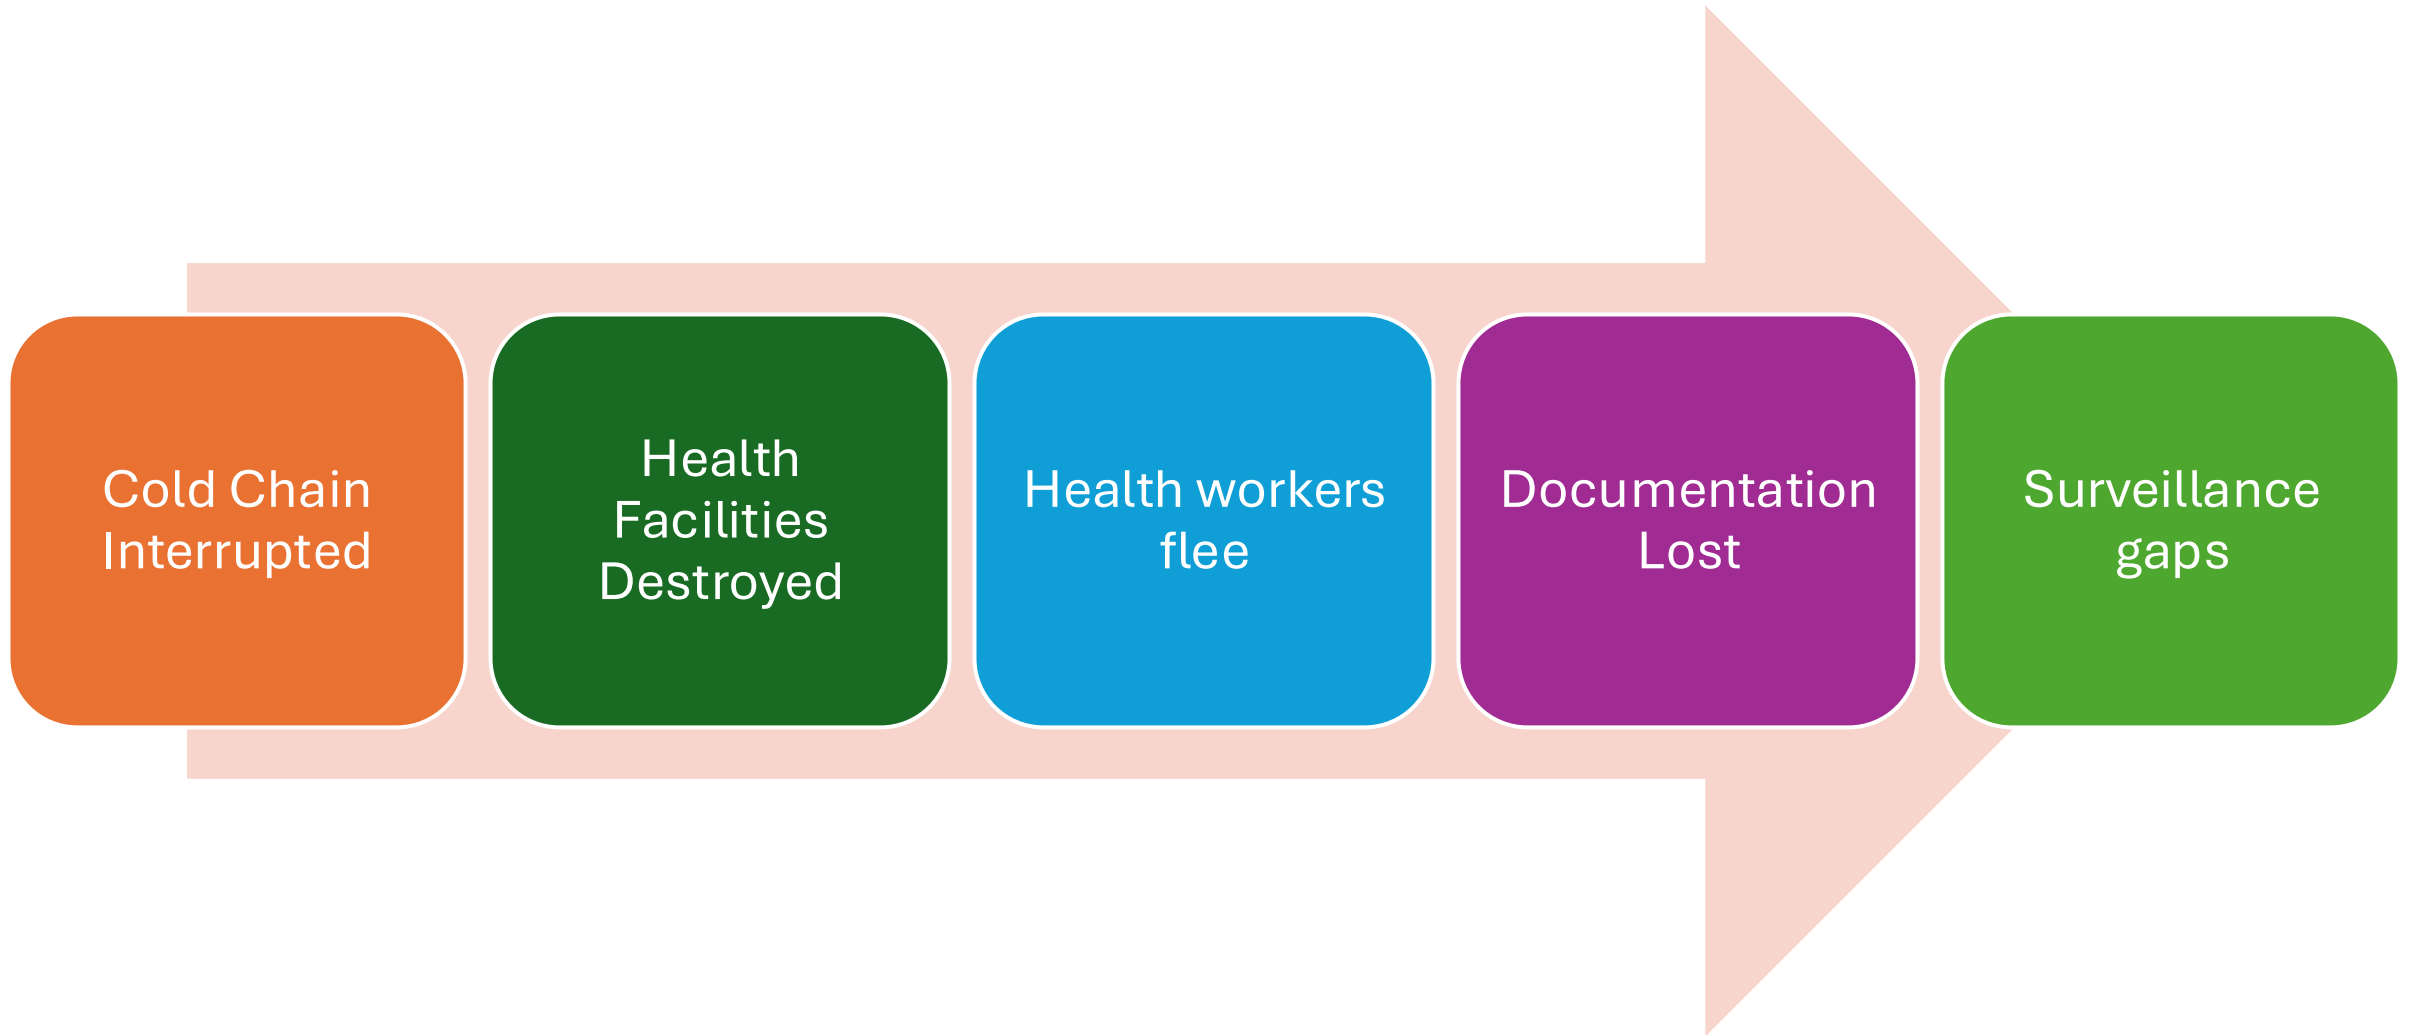 Cold Chain
Interrupted
Health
Facilities
Destroyed
Health workers
flee
Documentation
Lost
Surveillance
gaps